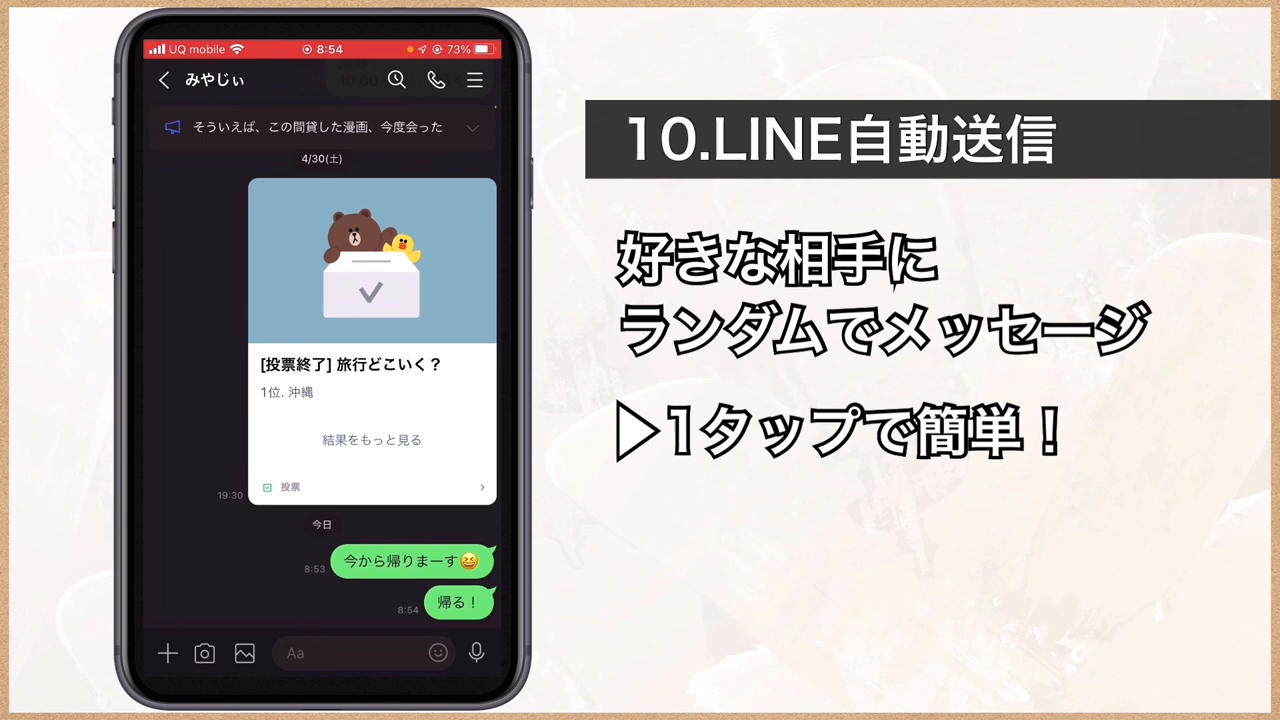 UQ mobile
8:54
73%
みやじぃ
そういえば、この間貸した漫画、今度会った
4/30(土)
[投票終了] 旅行どこいく？
1位. 沖縄
結果をもっと見る
投票
19:30
今日
今から帰りまーす😆
8:53
帰る！
8:54
Aa
10.LINE自動送信
好きな相手に
ランダムでメッセージ
▷1タップで簡単！